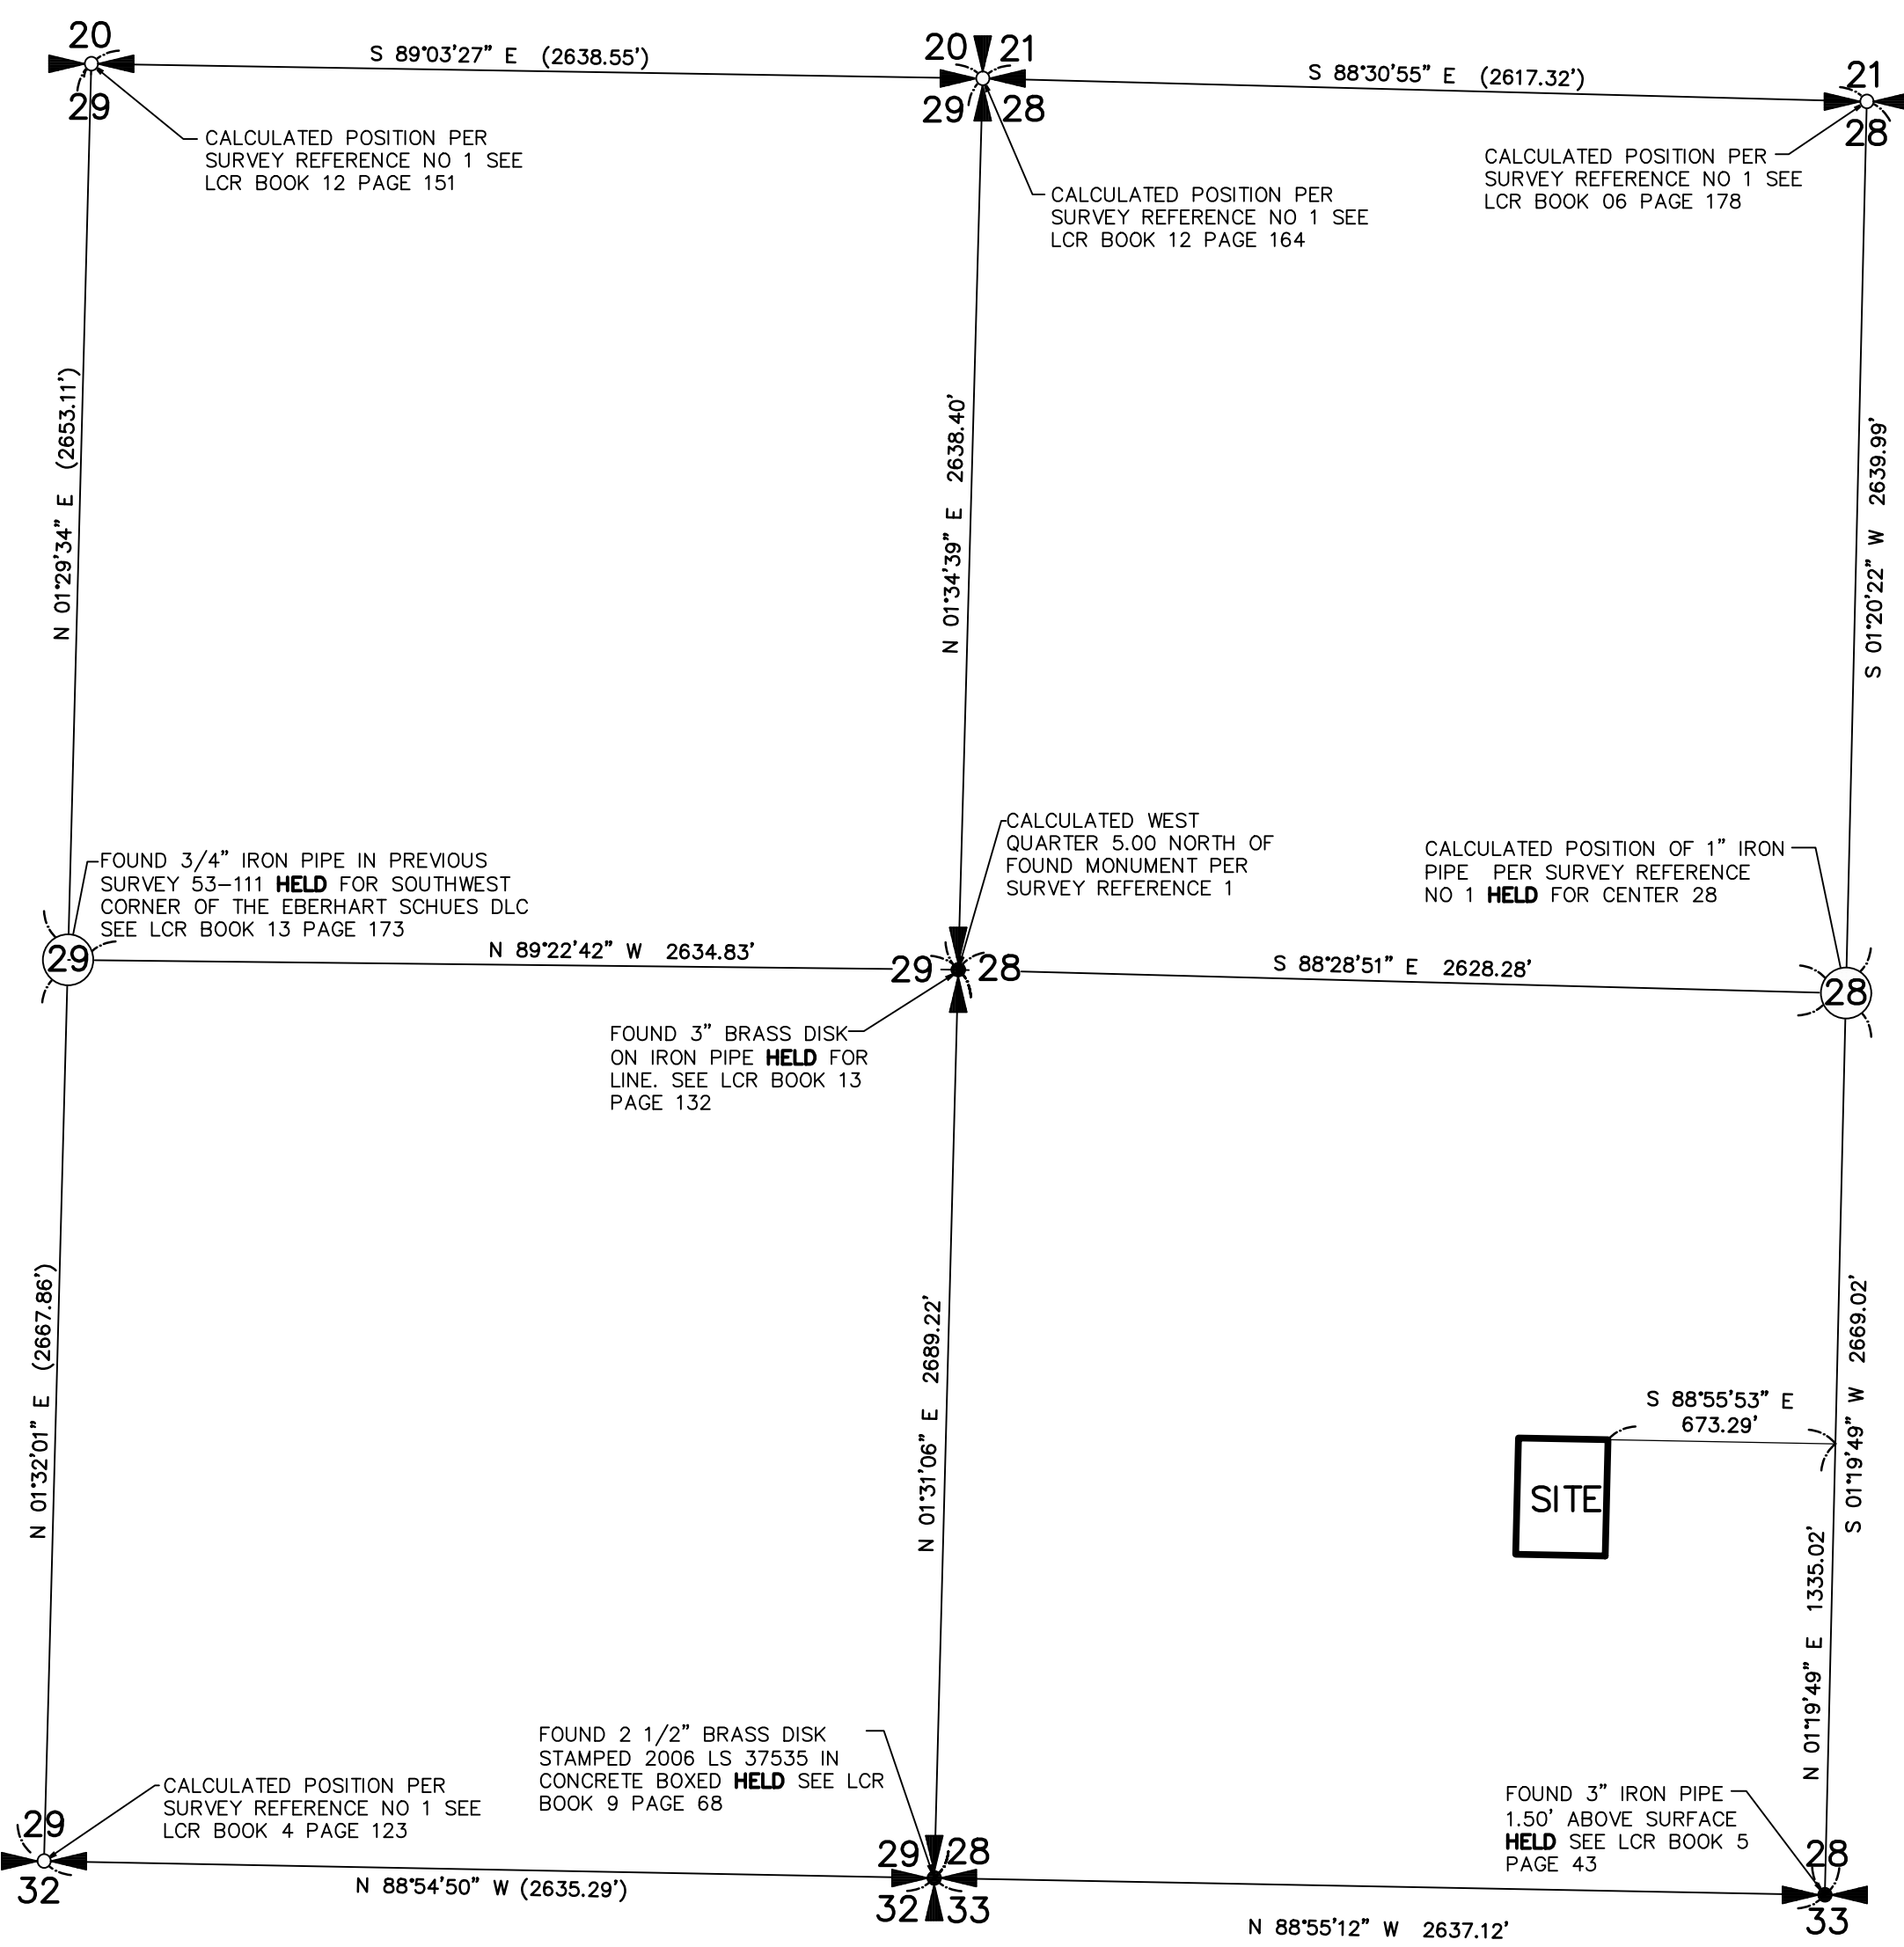 20
29
S 89°03'27" E (2638.55')
20 21
29 28
S 88°30'55" E (2617.32')
21
28
CALCULATED POSITION PER
SURVEY REFERENCE NO 1 SEE
LCR BOOK 12 PAGE 151
CALCULATED POSITION PER
SURVEY REFERENCE NO 1 SEE
LCR BOOK 12 PAGE 164
CALCULATED POSITION PER
SURVEY REFERENCE NO 1 SEE
LCR BOOK 06 PAGE 178
N 01°29'34" E (2653.11')
N 01°34'39" E 2638.40'
S 01°20'22" W 2639.99'
FOUND 3/4" IRON PIPE IN PREVIOUS
SURVEY 53-111 HELD FOR SOUTHWEST
CORNER OF THE EBERHART SCHUES DLC
SEE LCR BOOK 13 PAGE 173
CALCULATED WEST
QUARTER 5.00 NORTH OF
FOUND MONUMENT PER
SURVEY REFERENCE 1
CALCULATED POSITION OF 1" IRON
PIPE PER SURVEY REFERENCE
NO 1 HELD FOR CENTER 28
29
N 89°22'42" W 2634.83'
29 28
S 88°28'51" E 2628.28'
28
FOUND 3" BRASS DISK
ON IRON PIPE HELD FOR
LINE. SEE LCR BOOK 13
PAGE 132
N 01°32'01" E (2667.86')
N 01°31'06" E 2689.22'
S 01°19'49" W 2669.02'
S 88°55'53" E
673.29'
SITE
N 01°19'49" E 1335.02'
FOUND 2 1/2" BRASS DISK
STAMPED 2006 LS 37535 IN
CONCRETE BOXED HELD SEE LCR
BOOK 9 PAGE 68
CALCULATED POSITION PER
SURVEY REFERENCE NO 1 SEE
LCR BOOK 4 PAGE 123
FOUND 3" IRON PIPE
1.50' ABOVE SURFACE
HELD SEE LCR BOOK 5
PAGE 43
29
32
N 88°54'50" W (2635.29')
29 28
32 33
N 88°55'12" W 2637.12'
28
33